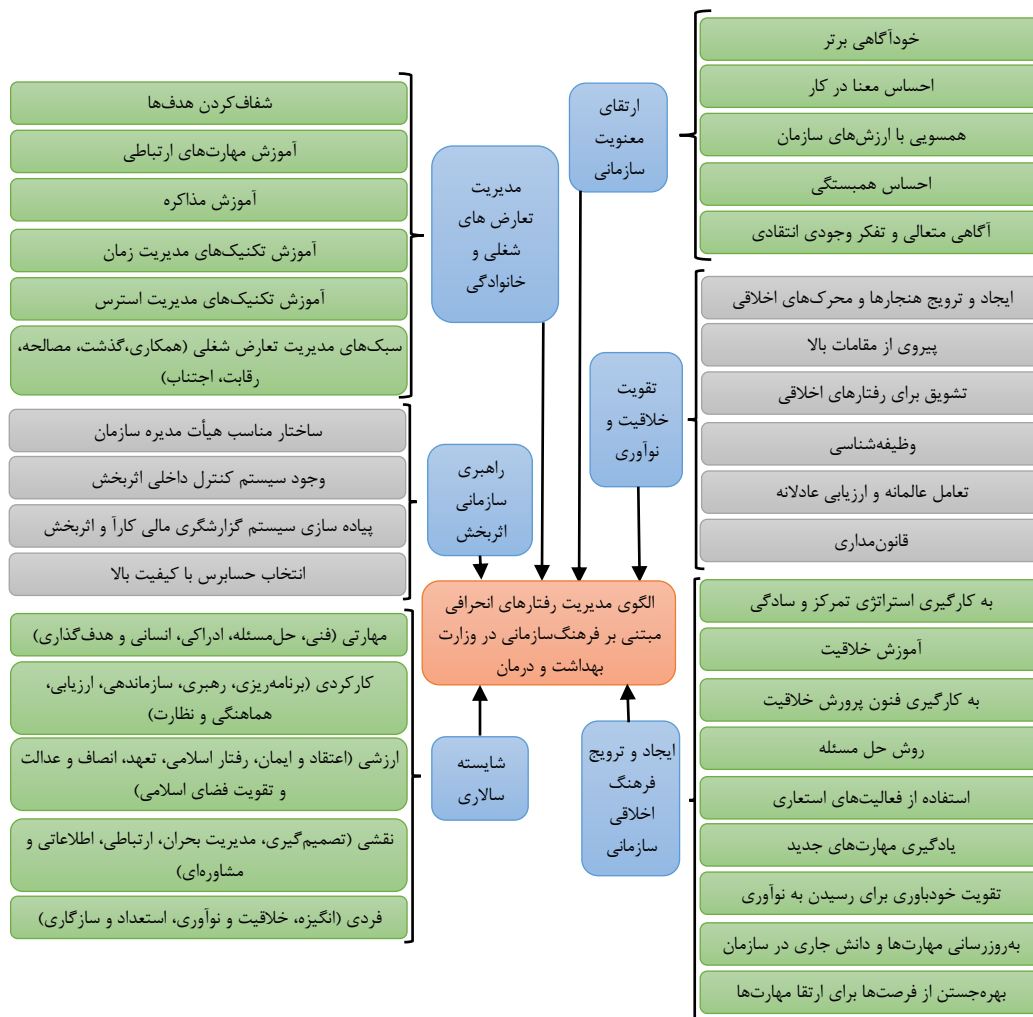 خودآگاهی برتر
احساس معنا در کار
همسویی با ارزش‌های سازمان
احساس همبستگی
آگاهی متعالی و تفکر وجودی انتقادی
ارتقای
معنویت
سازمانی
شفاف‌کردن هدف‌ها
آموزش مهارت‌های ارتباطی
آموزش مذاکره
آموزش تکنیک‌های مدیریت زمان
آموزش تکنیک‌های مدیریت استرس
سبک‌های مدیریت تعارض شغلی (همکاری،گذشت، مصالحه،
رقابت، اجتناب)
مدیریت
تعارض های
شغلی و
خانوادگی
ایجاد و ترویج هنجارها و محرک‌های اخلاقی
پیروی از مقامات بالا
تشویق برای رفتارهای اخلاقی
وظیفه‌شناسی
تعامل عالمانه و ارزیابی عادلانه
قانون‌مداری
تقویت
خلاقیت و
نوآوری
راهبری
سازمانی
اثربخش
ساختار مناسب هیأت مدیره سازمان
وجود سیستم کنترل داخلی اثربخش
پیاده سازی سیستم گزارشگری مالی کارآ و اثربخش
انتخاب حسابرس با کیفیت بالا
الگوی مدیریت رفتارهای انحرافی
مبتنی بر فرهنگ‌سازمانی در وزارت
بهداشت و درمان
به کارگیری استراتژی تمرکز و سادگی
آموزش خلاقیت
به کارگیری فنون پرورش خلاقیت
روش حل مسئله
استفاده از فعالیت‌های استعاری
یادگیری مهارت‌های جدید
تقویت خودباوری برای رسیدن به نوآوری
به‌روزرسانی مهارت‌ها و دانش جاری در سازمان
بهره‌جستن از فرصت‌ها برای ارتقا مهارت‌ها
ایجاد و ترویج
فرهنگ
اخلاقی
سازمانی
شایسته
سالاری
مهارتی (فنی، حل‌مسئله، ادراکی، انسانی و هدف‌گذاری)
کارکردی (برنامه‌ریزی، رهبری، سازماندهی، ارزیابی،
هماهنگی و نظارت)
ارزشی (اعتقاد و ایمان، رفتار اسلامی، تعهد، انصاف و عدالت
و تقویت فضای اسلامی)
نقشی (تصمیم‌گیری، مدیریت بحران، ارتباطی، اطلاعاتی و
مشاوره‌ای)
فردی (انگیزه، خلاقیت و نوآوری، استعداد و سازگاری)